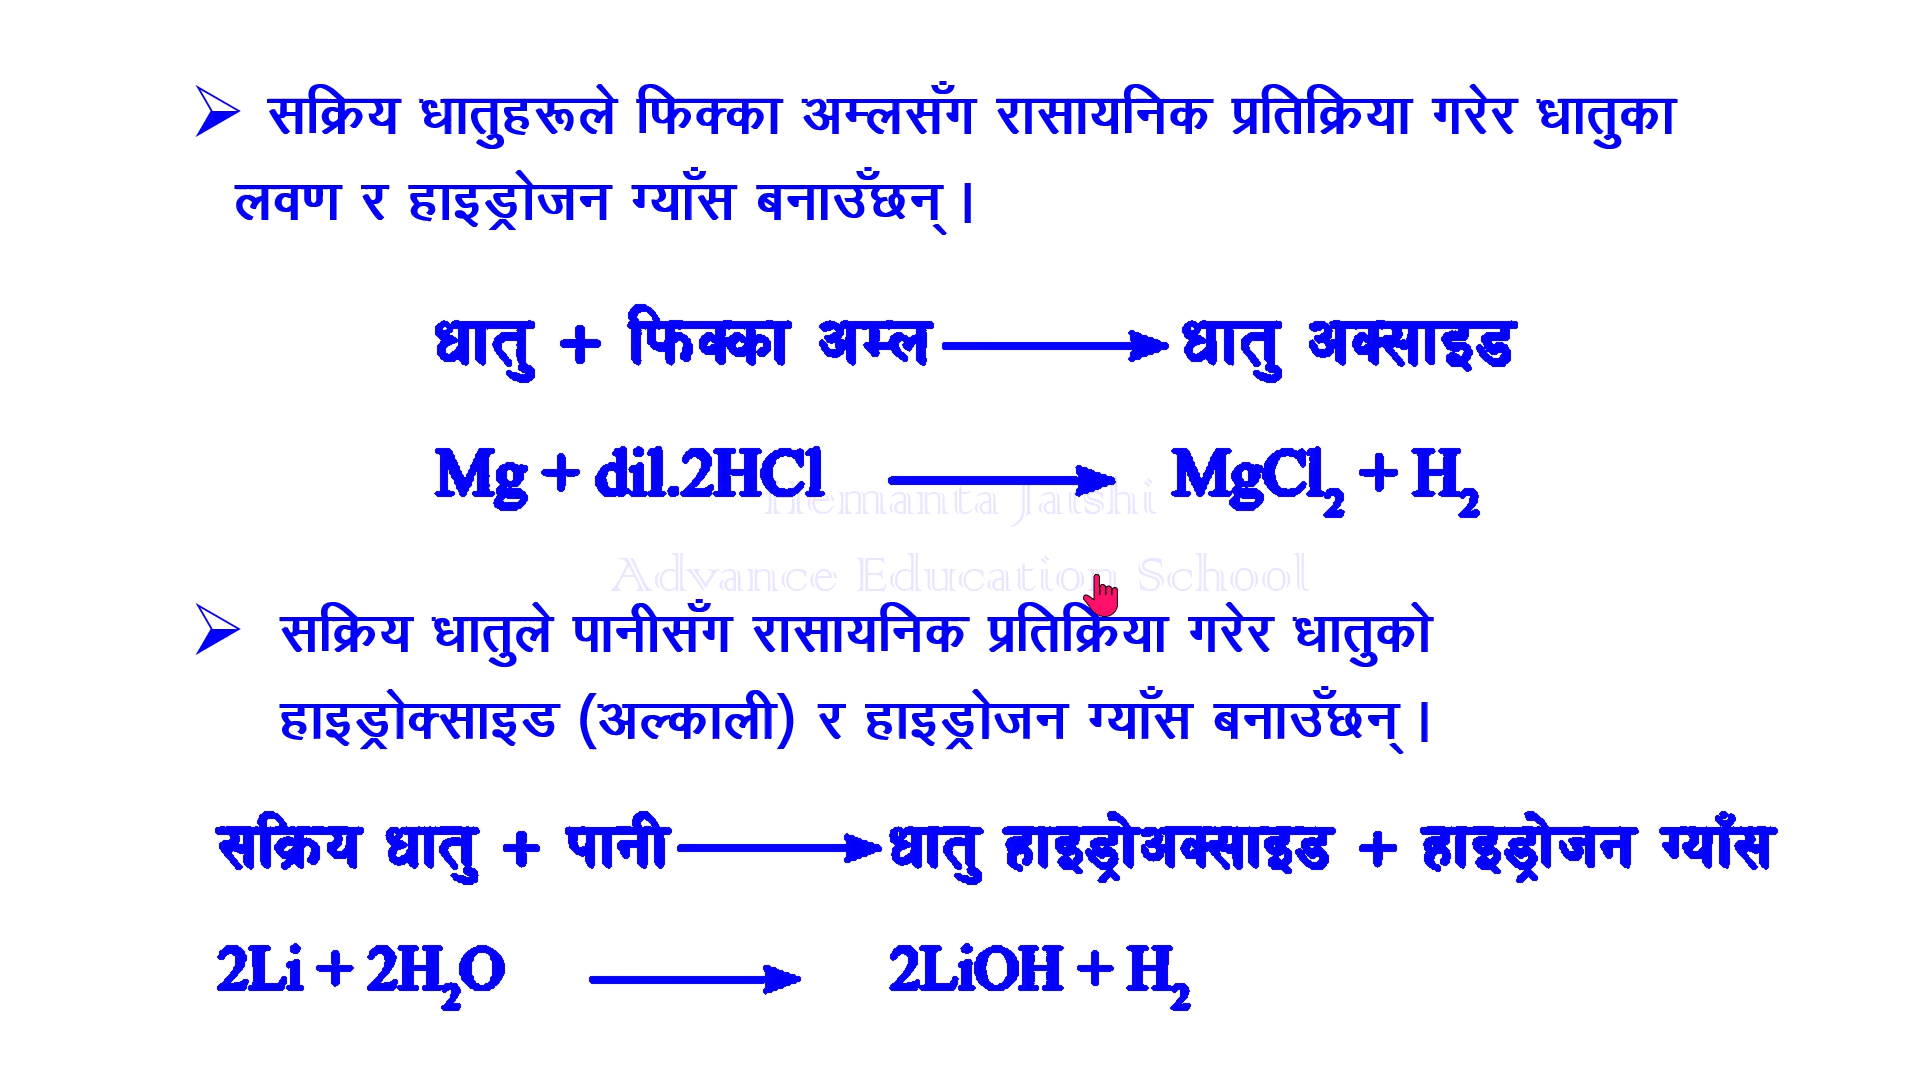 ➢ सक्रिय धातुहरूले फिक्का अम्लसँग रासायनिक प्रतिक्रिया गरेर धातुका
लवण र हाइड्रोजन ग्याँस बनाउँछन् ।
धातु + फिक्का अम्ल ⟶ धातु अक्साइड
Mg + dil.2HCl ⟶ MgCl₂ + H₂
Hemanta Jaishi
Advance Education School
➢ सक्रिय धातुले पानीसँग रासायनिक प्रतिक्रिया गरेर धातुको
हाइड्रोक्साइड (अल्काली) र हाइड्रोजन ग्याँस बनाउँछन् ।
सक्रिय धातु + पानी ⟶ धातु हाइड्रोअक्साइड + हाइड्रोजन ग्याँस
2Li + 2H₂O ⟶ 2LiOH + H₂